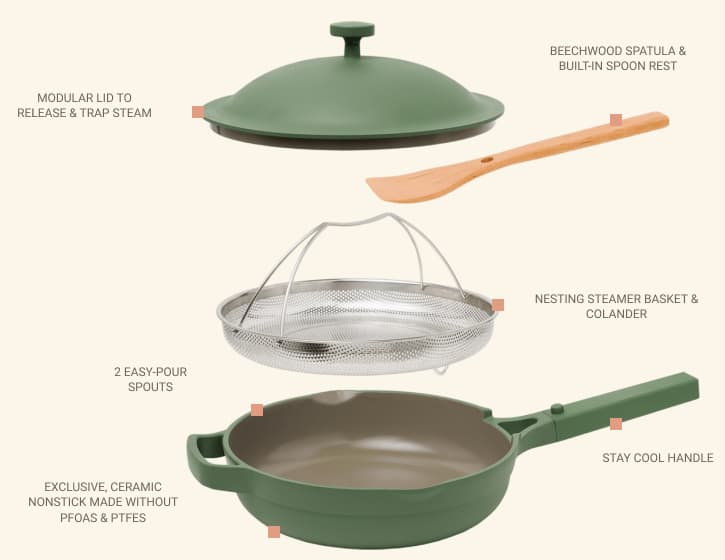 BEECHWOOD SPATULA &
BUILT-IN SPOON REST
MODULAR LID TO
RELEASE & TRAP STEAM
NESTING STEAMER BASKET &
COLANDER
2 EASY-POUR
SPOUTS
STAY COOL HANDLE
EXCLUSIVE, CERAMIC
NONSTICK MADE WITHOUT
PFOAS & PTFES